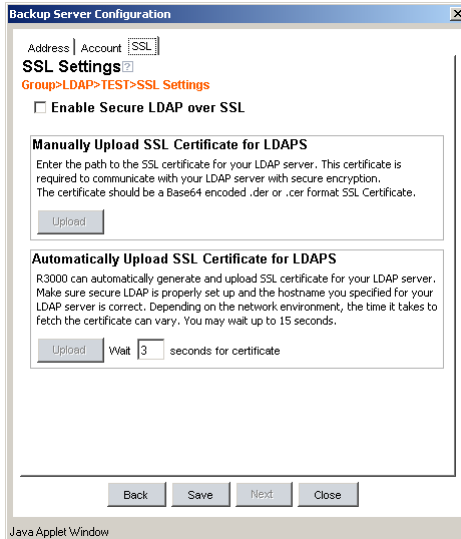 Backup Server Configuration
Address Account SSL
SSL Settings
Group>LDAP>TEST>SSL Settings
Enable Secure LDAP over SSL
Manually Upload SSL Certificate for LDAPS
Enter the path to the SSL certificate for your LDAP server. This certificate is
required to communicate with your LDAP server with secure encryption.
The certificate should be a Base64 encoded .der or .cer format SSL Certificate.
Upload
Automatically Upload SSL Certificate for LDAPS
R3000 can automatically generate and upload SSL certificate for your LDAP server.
Make sure secure LDAP is properly set up and the hostname you specified for your
LDAP server is correct. Depending on the network environment, the time it takes to
fetch the certificate can vary. You may wait up to 15 seconds.
Upload Wait 3 seconds for certificate
Back Save Next Close
Java Applet Window